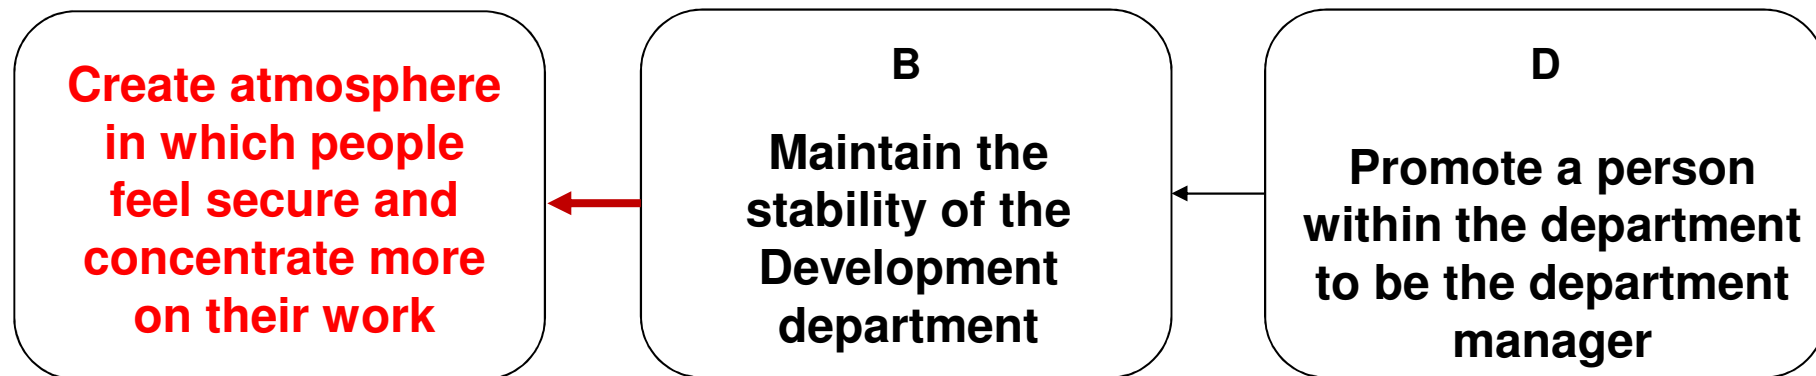 Create atmosphere
in which people
feel secure and
concentrate more
on their work
B
Maintain the
stability of the
Development
department
D
Promote a person
within the department
to be the department
manager